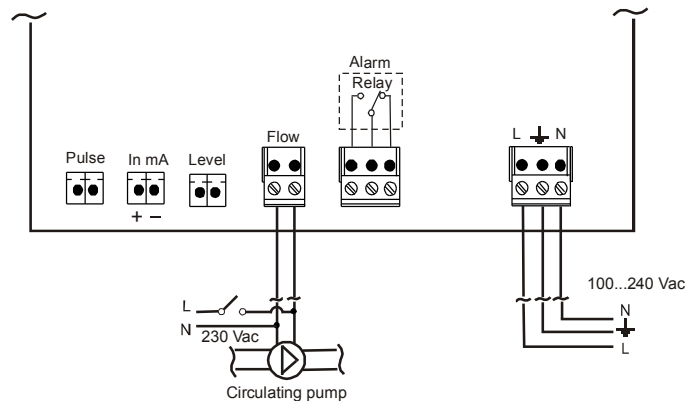 Alarm
Relay
Flow
L ⏚ N
Pulse
In mA
Level
+ −
100...240 Vac
L
N
230 Vac
N
⏚
L
Circulating pump